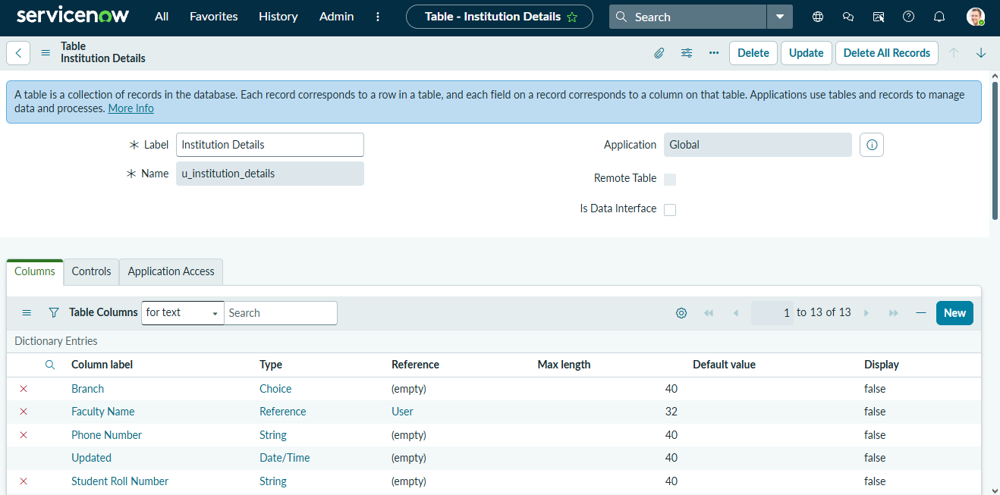 servicenow All Favorites History Admin Table - Institution Details Search
Table
Institution Details
Delete Update Delete All Records
A table is a collection of records in the database. Each record corresponds to a row in a table, and each field on a record corresponds to a column on that table. Applications use tables and records to manage
data and processes. More Info
Label Institution Details Application Global
Name u_institution_details
Remote Table
Is Data Interface
Columns Controls Application Access
Table Columns for text Search 1 to 13 of 13 New
Dictionary Entries
Column label Type Reference Max length Default value Display
Branch Choice (empty) 40 false
Faculty Name Reference User 32 false
Phone Number String (empty) 40 false
Updated Date/Time (empty) 40 false
Student Roll Number String (empty) 40 false